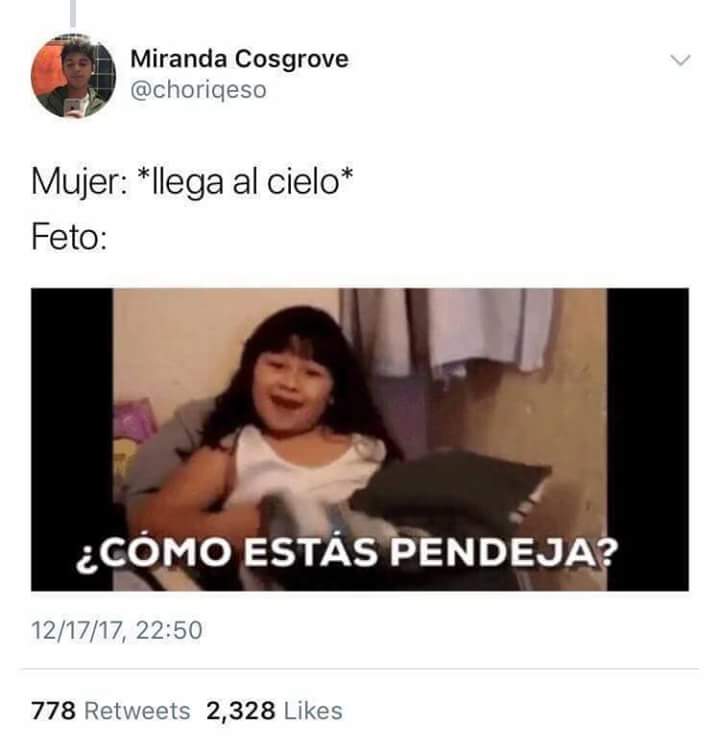 Miranda Cosgrove
@choriqeso
Mujer: *llega al cielo*
Feto:
¿CÓMO ESTÁS PENDEJA?
12/17/17, 22:50
778 Retweets 2,328 Likes